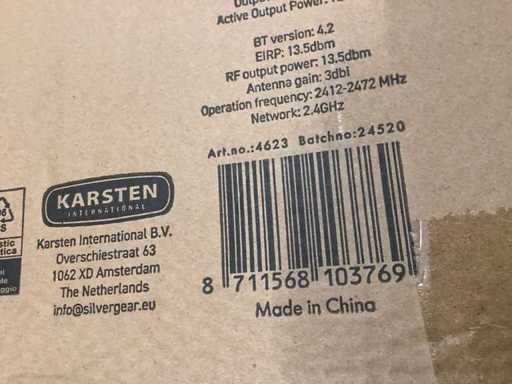 Active Output Power:
BT version: 4.2
EIRP: 13.5dbm
RF output power: 13.5dbm
Antenna gain: 3dbi
Operation frequency: 2412-2472 MHz
Network: 2.4GHz
Art.no.:4623 Batchno:24520
KARSTEN
INTERNATIONAL
Karsten International B.V.
Overschiestraat 63
1062 XD Amsterdam
The Netherlands
info@silvergear.eu
8 711568 103769
Made in China